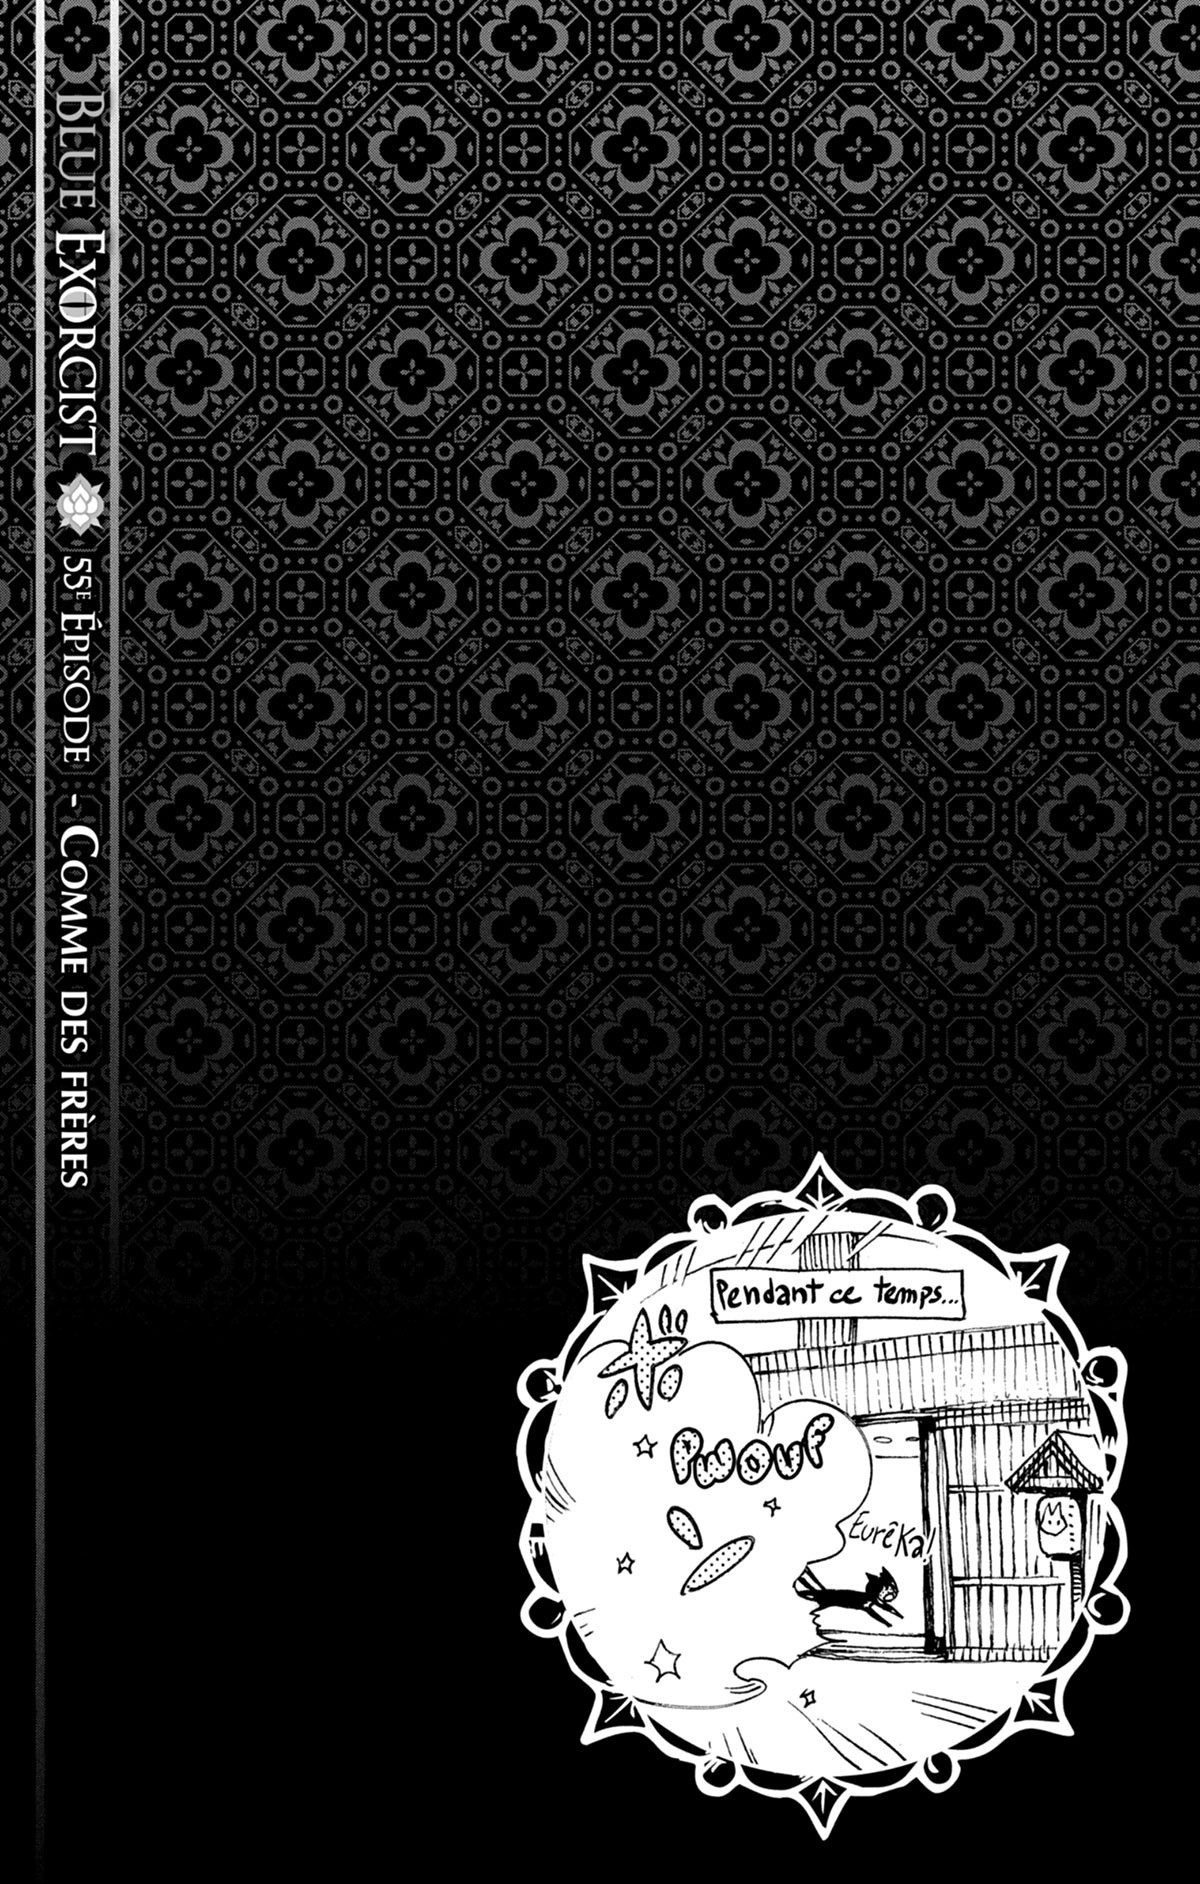 Blue Exorcist 55e Épisode - Comme des frères
Pendant ce temps...
Pwouf
Eurêka!